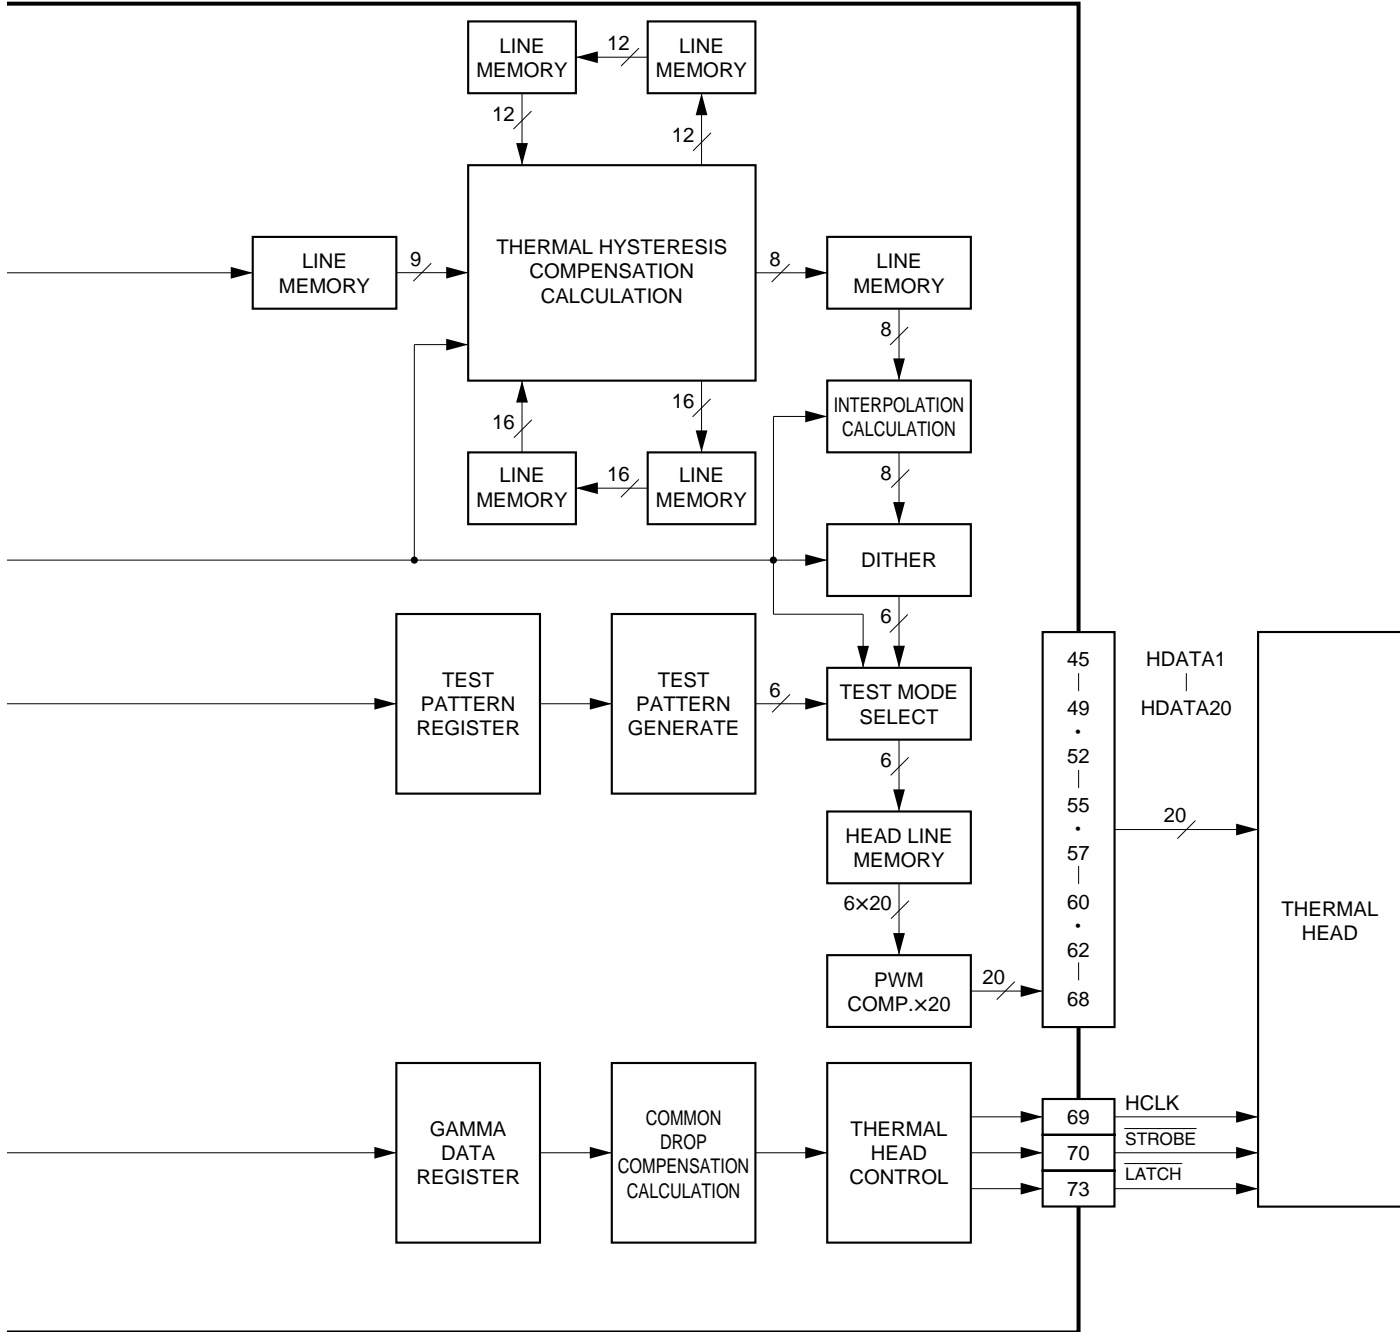 LINE
MEMORY
12
LINE
MEMORY
12
12
LINE
MEMORY
9
THERMAL HYSTERESIS
COMPENSATION
CALCULATION
8
LINE
MEMORY
8
16
16
INTERPOLATION
CALCULATION
LINE
MEMORY
16
LINE
MEMORY
8
DITHER
6
TEST
PATTERN
REGISTER
TEST
PATTERN
GENERATE
6
TEST MODE
SELECT
6
HEAD LINE
MEMORY
6×20
PWM
COMP.×20
20
45
49
52
55
57
60
62
68
HDATA1
HDATA20
20
THERMAL
HEAD
GAMMA
DATA
REGISTER
COMMON
DROP
COMPENSATION
CALCULATION
THERMAL
HEAD
CONTROL
69
HCLK
70
STROBE
73
LATCH